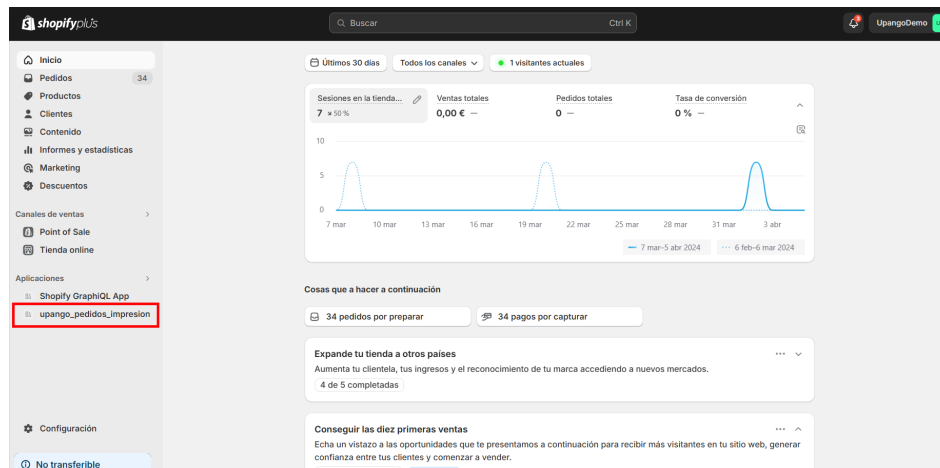 shopifyplus
Buscar
Ctrl K
UpangoDemo
Inicio
Pedidos 34
Productos
Clientes
Contenido
Informes y estadísticas
Marketing
Descuentos
Canales de ventas
Point of Sale
Tienda online
Aplicaciones
Shopify GraphiQL App
upango_pedidos_impresion
Configuración
No transferible
Últimos 30 días
Todos los canales
1 visitantes actuales
Sesiones en la tienda...
7 50 %
Ventas totales
0,00 € —
Pedidos totales
0 —
Tasa de conversión
0 % —
10
5
0
7 mar 10 mar 13 mar 16 mar 19 mar 22 mar 25 mar 28 mar 31 mar 3 abr
7 mar–5 abr 2024
6 feb–6 mar 2024
Cosas que a hacer a continuación
34 pedidos por preparar
34 pagos por capturar
Expande tu tienda a otros países
Aumenta tu clientela, tus ingresos y el reconocimiento de tu marca accediendo a nuevos mercados.
4 de 5 completadas
Conseguir las diez primeras ventas
Echa un vistazo a las oportunidades que te presentamos a continuación para recibir más visitantes en tu sitio web, generar
confianza entre tus clientes y comenzar a vender.